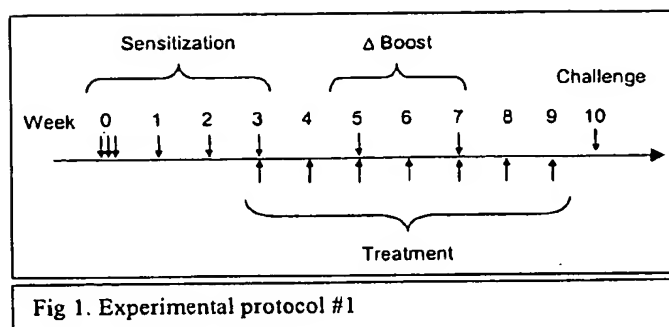 Sensitization Δ Boost
Challenge
Week 0 1 2 3 4 5 6 7 8 9 10
Treatment
Fig 1. Experimental protocol #1